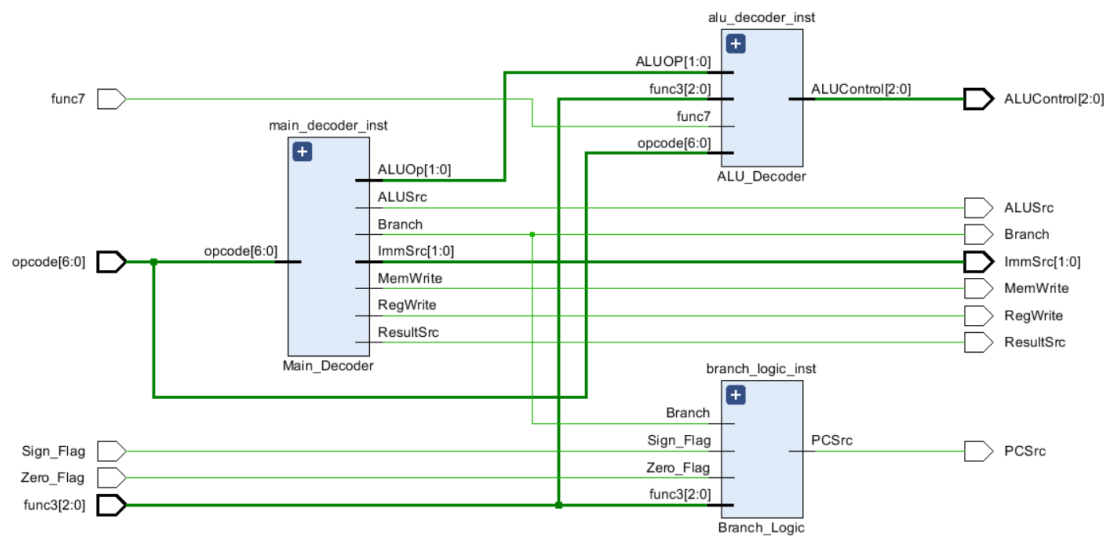 alu_decoder_inst
ALUOP[1:0]
func3[2:0]
func7
opcode[6:0]
ALUControl[2:0]
ALU_Decoder
ALUControl[2:0]
func7
main_decoder_inst
opcode[6:0]
opcode[6:0]
ALUOp[1:0]
ALUSrc
Branch
ImmSrc[1:0]
MemWrite
RegWrite
ResultSrc
Main_Decoder
ALUSrc
Branch
ImmSrc[1:0]
MemWrite
RegWrite
ResultSrc
branch_logic_inst
Branch
Sign_Flag
Zero_Flag
func3[2:0]
PCSrc
Branch_Logic
PCSrc
Sign_Flag
Zero_Flag
func3[2:0]